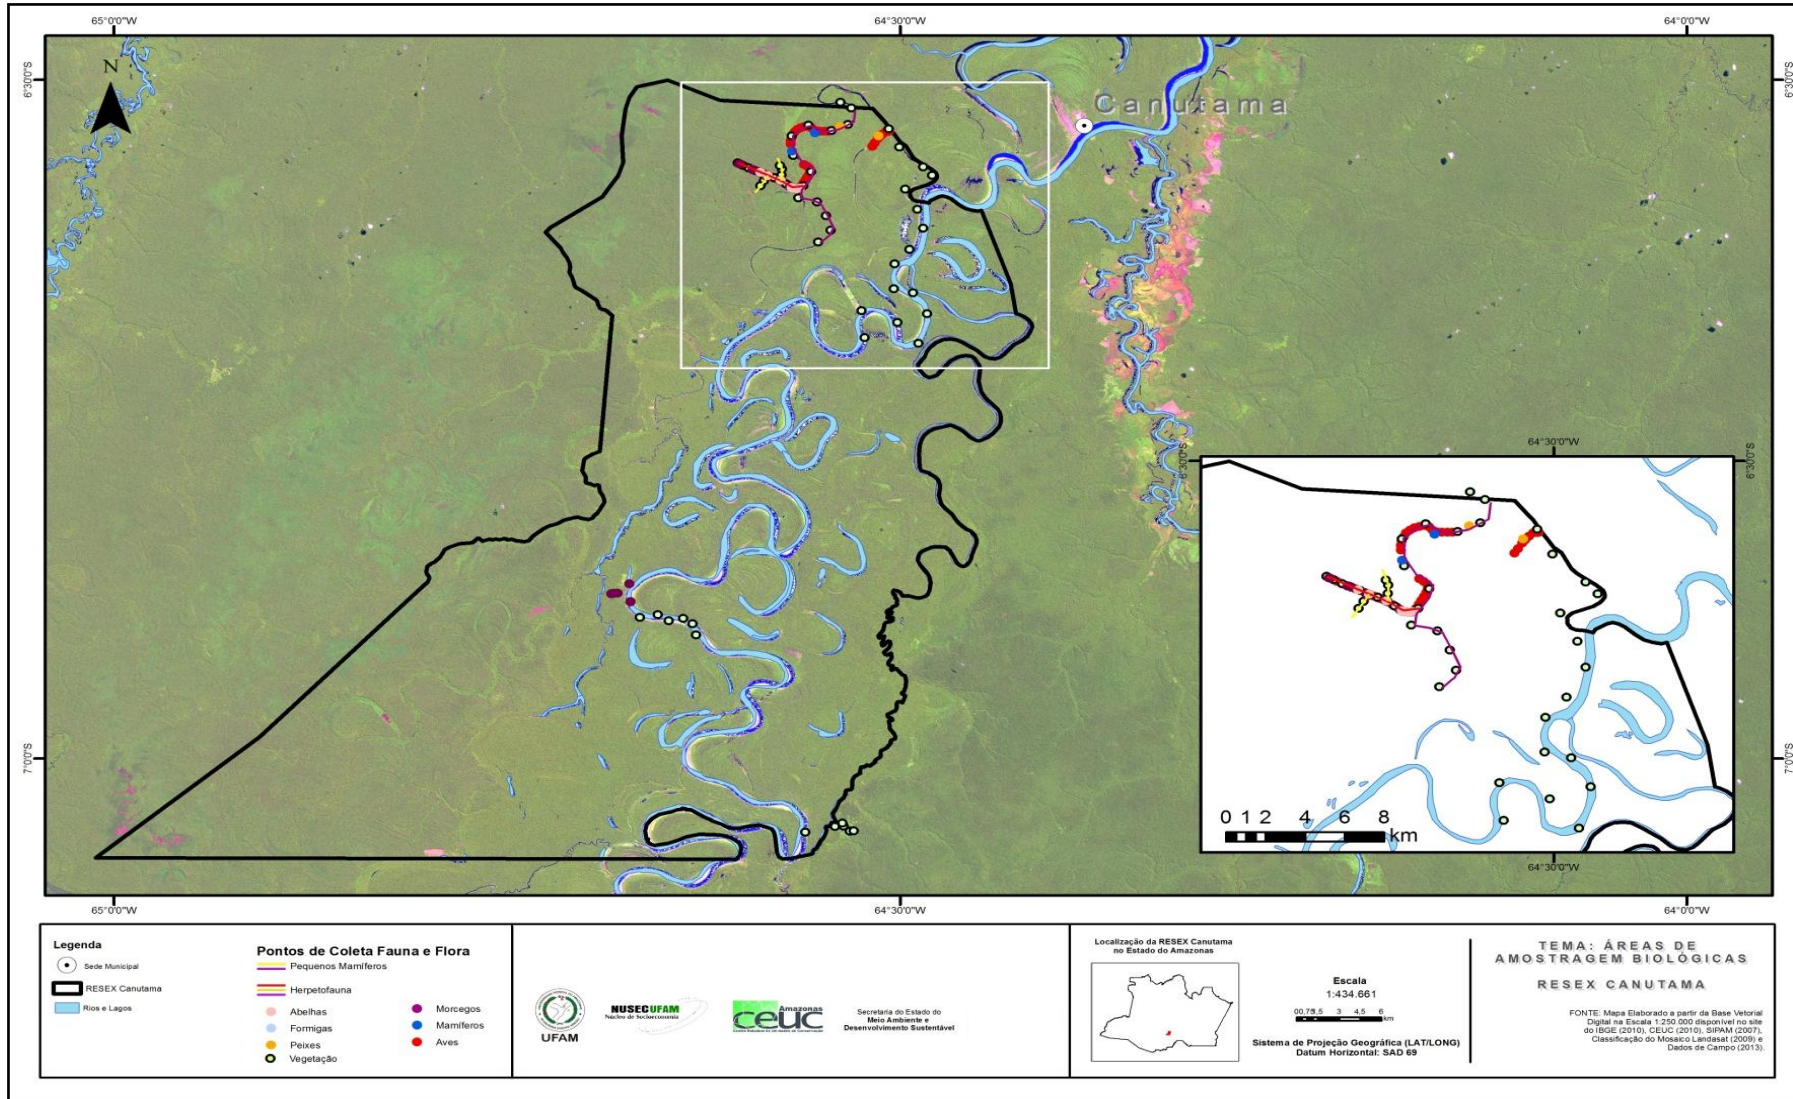 65°0'0"W
64°30'0"W
64°0'0"W
6°30'0"S
6°30'0"S
N
Canutama
64°30'0"W
6°30'0"S
6°30'0"S
7°0'0"S
7°0'0"S
0 1 2 4 6 8
km
64°30'0"W
65°0'0"W
64°30'0"W
64°0'0"W
Legenda
Sede Municipal
RESEX Canutama
Rios e Lagos
Pontos de Coleta Fauna e Flora
Pequenos Mamíferos
Herpetofauna
Abelhas
Formigas
Peixes
Vegetação
Morcegos
Mamíferos
Aves
UFAM
NUSECUFAM
Núcleo de Socioeconomia
Amazonas
ceuc
Secretaria do Estado do
Meio Ambiente e
Desenvolvimento Sustentável
Localização da RESEX Canutama
no Estado do Amazonas
Escala
1:434.661
3 4,5 6
km
Sistema de Projeção Geográfica (LAT/LONG)
Datum Horizontal: SAD 69
TEMA: ÁREAS DE
AMOSTRAGEM BIOLÓGICAS
RESEX CANUTAMA
FONTE: Mapa Elaborado a partir da Base Vetorial
Digital na Escala 1:250.000 disponível no site
do IBGE (2010), CEUC (2010), SIPAM (2007),
Classificação do Mosaico Landasat (2009) e
Dados de Campo (2013).